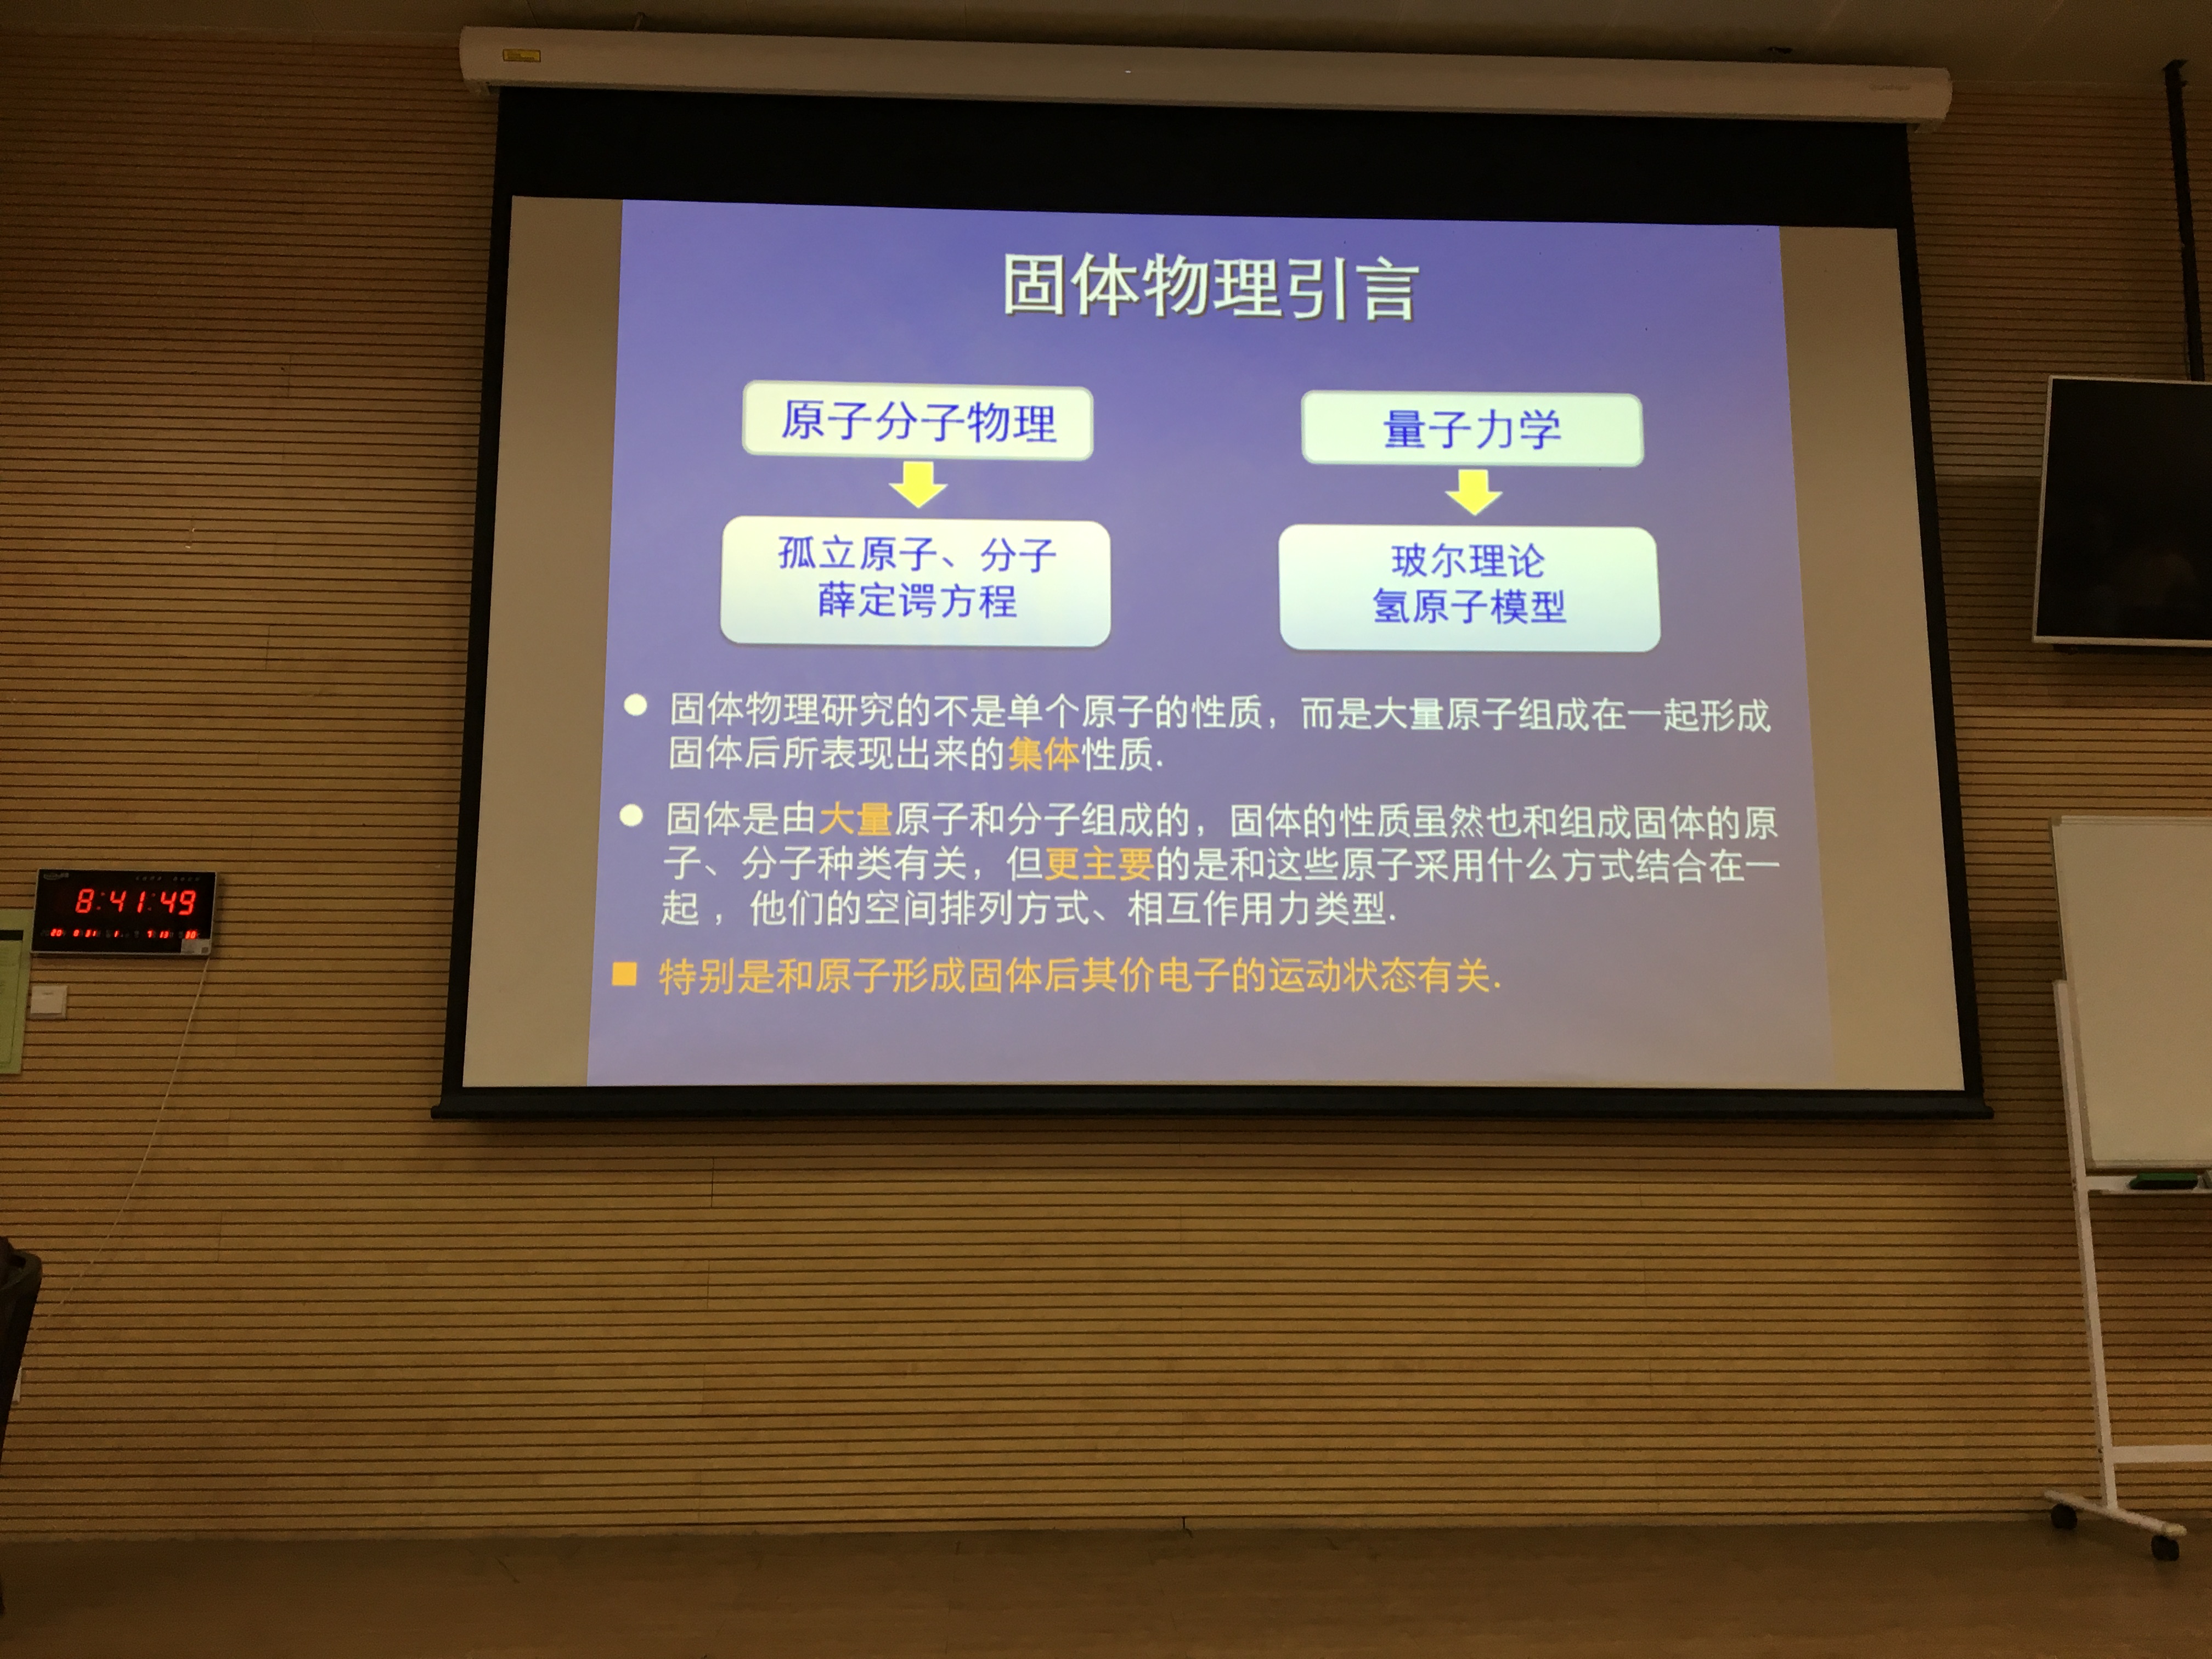 固体物理引言
原子分子物理
量子力学
孤立原子、分子
薛定谔方程
玻尔理论
氢原子模型
固体物理研究的不是单个原子的性质，而是大量原子组成在一起形成
固体后所表现出来的集体性质.
固体是由大量原子和分子组成的，固体的性质虽然也和组成固体的原
子、分子种类有关，但更主要的是和这些原子采用什么方式结合在一
起，他们的空间排列方式、相互作用力类型.
特别是和原子形成固体后其价电子的运动状态有关.
8:41:49